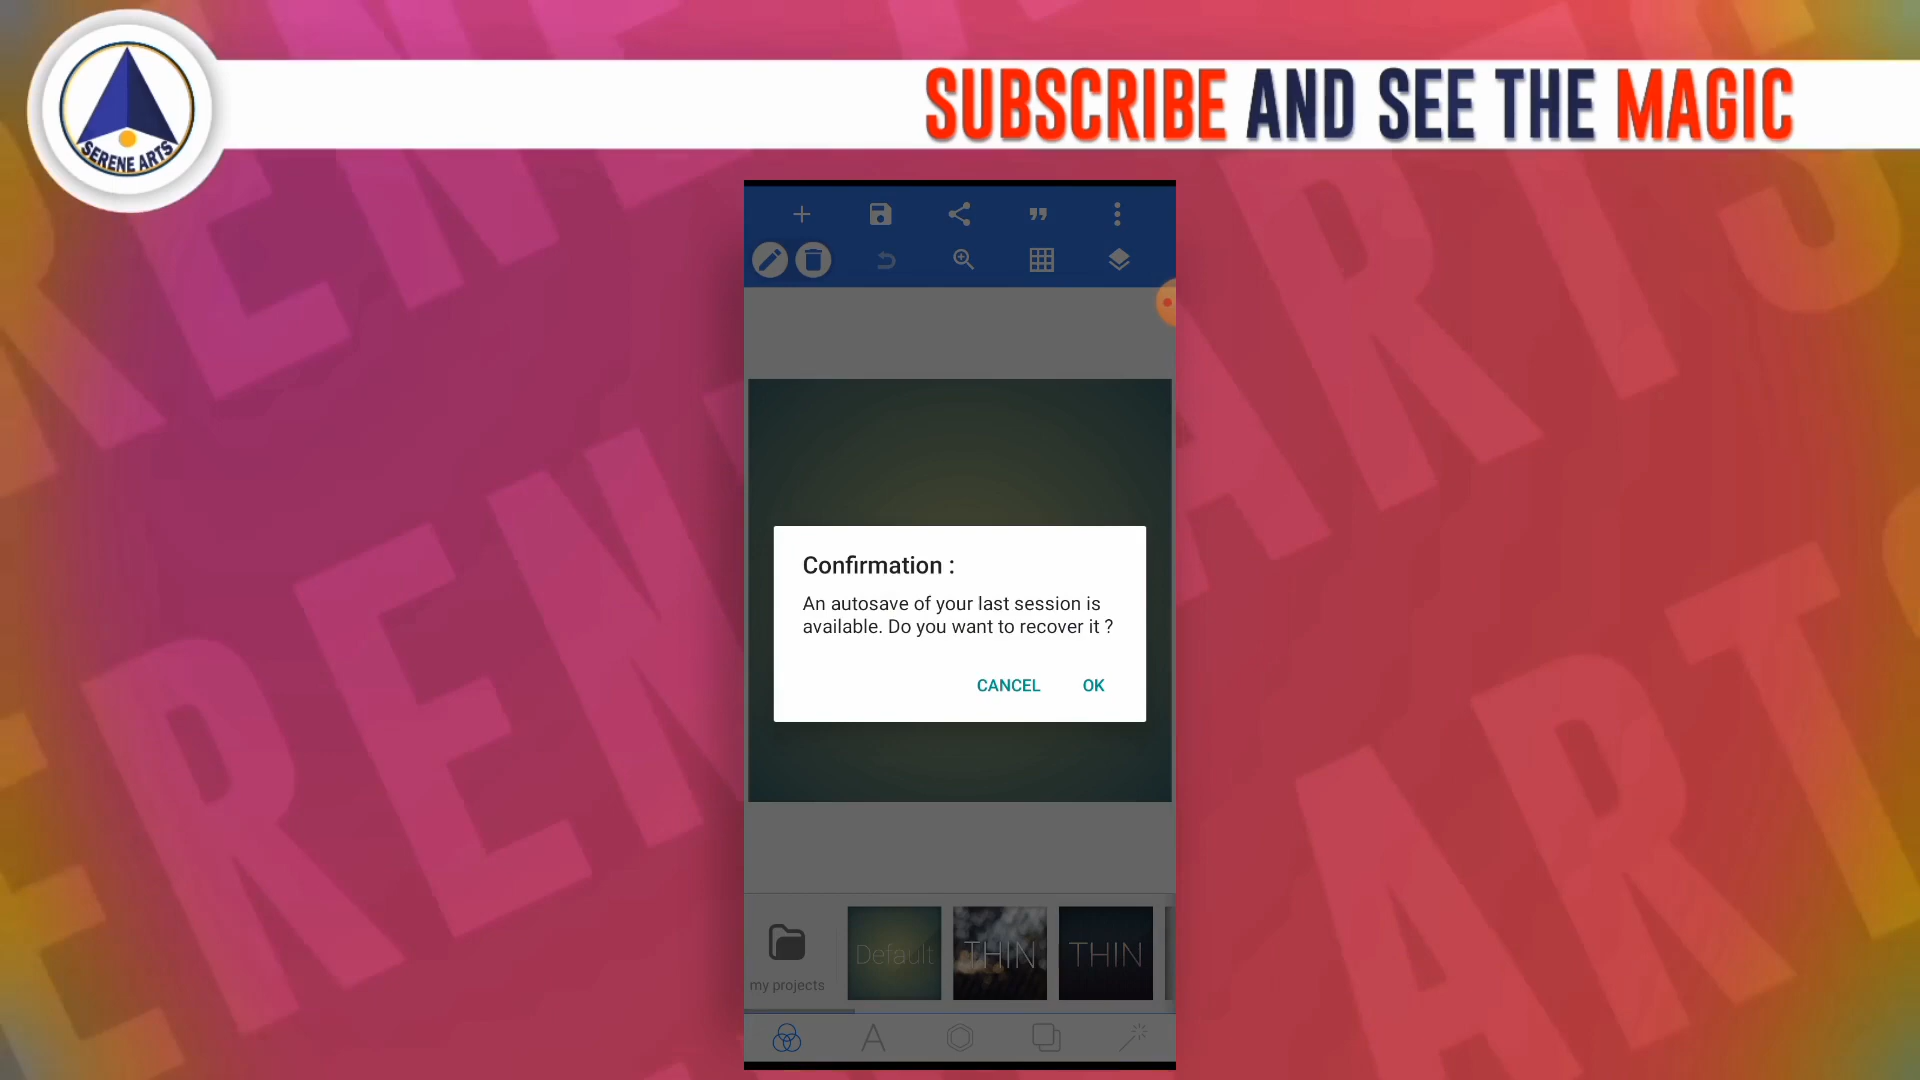 SUBSCRIBE AND SEE THE MAGIC
SERENE ARTS
Confirmation :
An autosave of your last session is
available. Do you want to recover it ?
CANCEL OK
my projects
Default
THIN
THIN
A